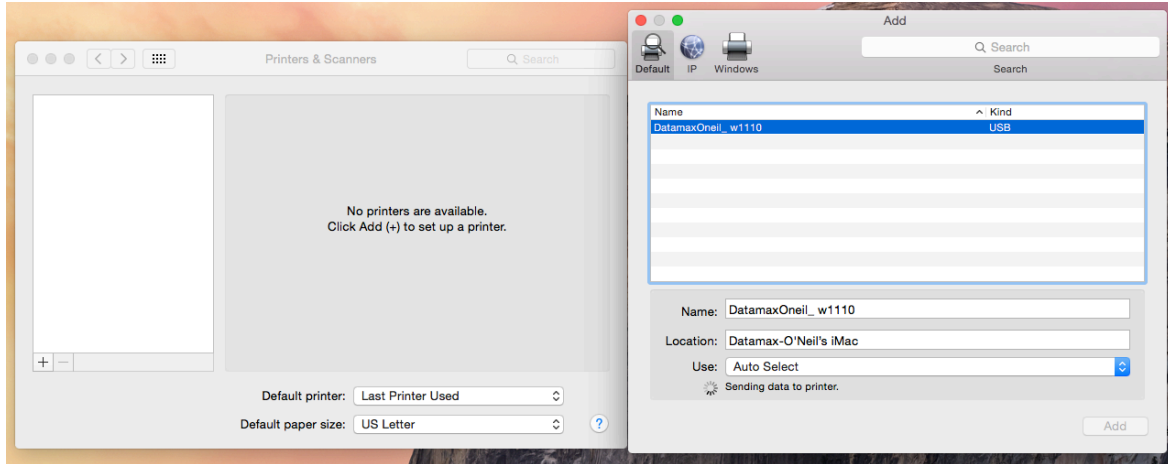 Printers & Scanners
Search
No printers are available.
Click Add (+) to set up a printer.
+ −
Default printer: Last Printer Used
Default paper size: US Letter
?
Add
Default
IP
Windows
Search
Search
Name
Kind
DatamaxOneil_ w1110
USB
Name: DatamaxOneil_ w1110
Location: Datamax-O'Neil's iMac
Use: Auto Select
Sending data to printer.
Add